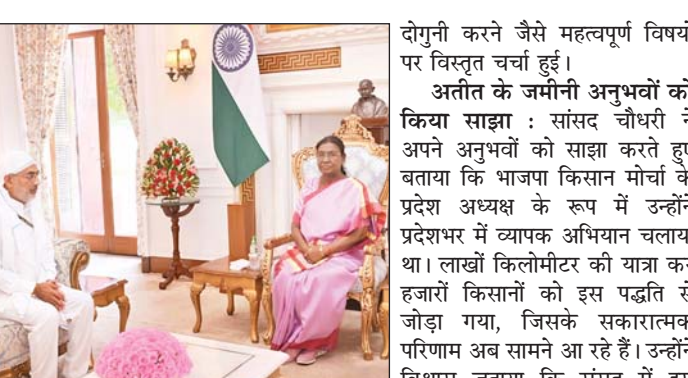 दोगुनी करने जैसे महत्वपूर्ण विषयों
पर विस्तृत चर्चा हुई।
अतीत के जमीनी अनुभवों को
किया साझा : सांसद चौधरी ने
अपने अनुभवों को साझा करते हुए
बताया कि भाजपा किसान मोर्चा के
प्रदेश अध्यक्ष के रूप में उन्होंने
प्रदेशभर में व्यापक अभियान चलाया
था। लाखों किलोमीटर की यात्रा कर
हजारों किसानों को इस पद्धति से
जोड़ा गया, जिसके सकारात्मक
परिणाम अब सामने आ रहे हैं। उन्होंने